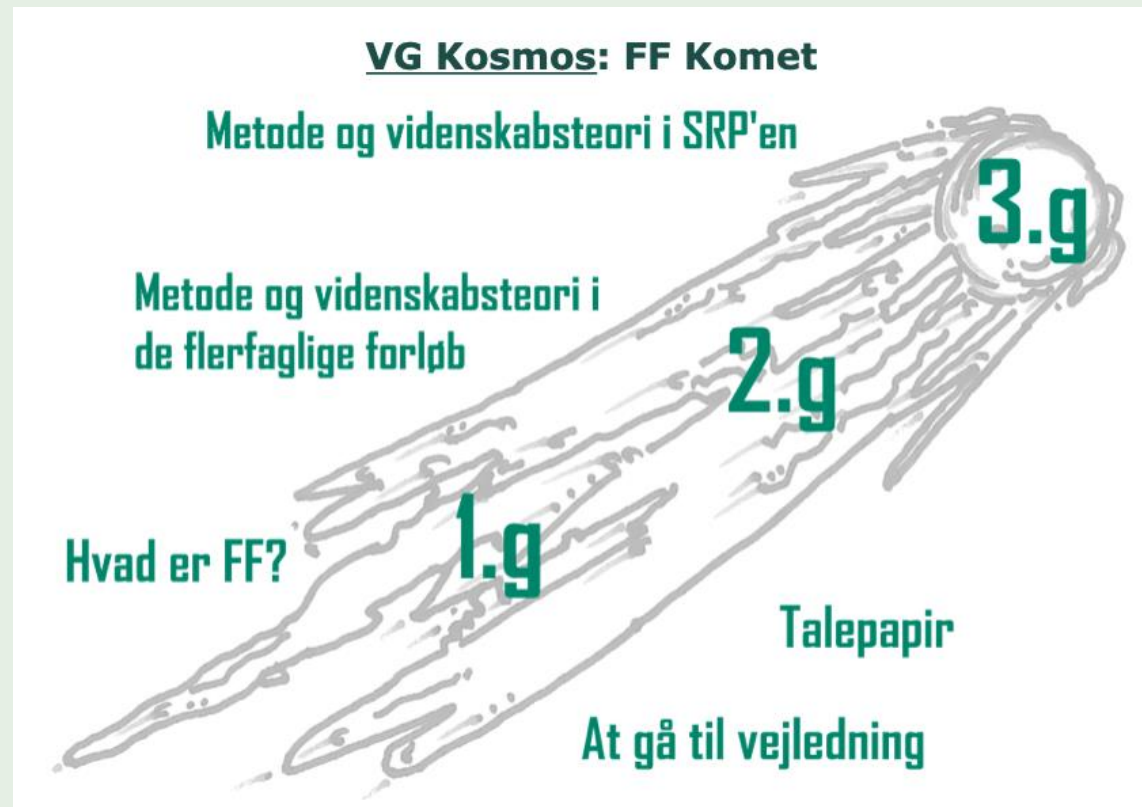 VG Kosmos: FF Komet
Metode og videnskabsteori i SRP'en
3.g
Metode og videnskabsteori i
de flerfaglige forløb
2.g
1.g
Hvad er FF?
Talepapir
At gå til vejledning